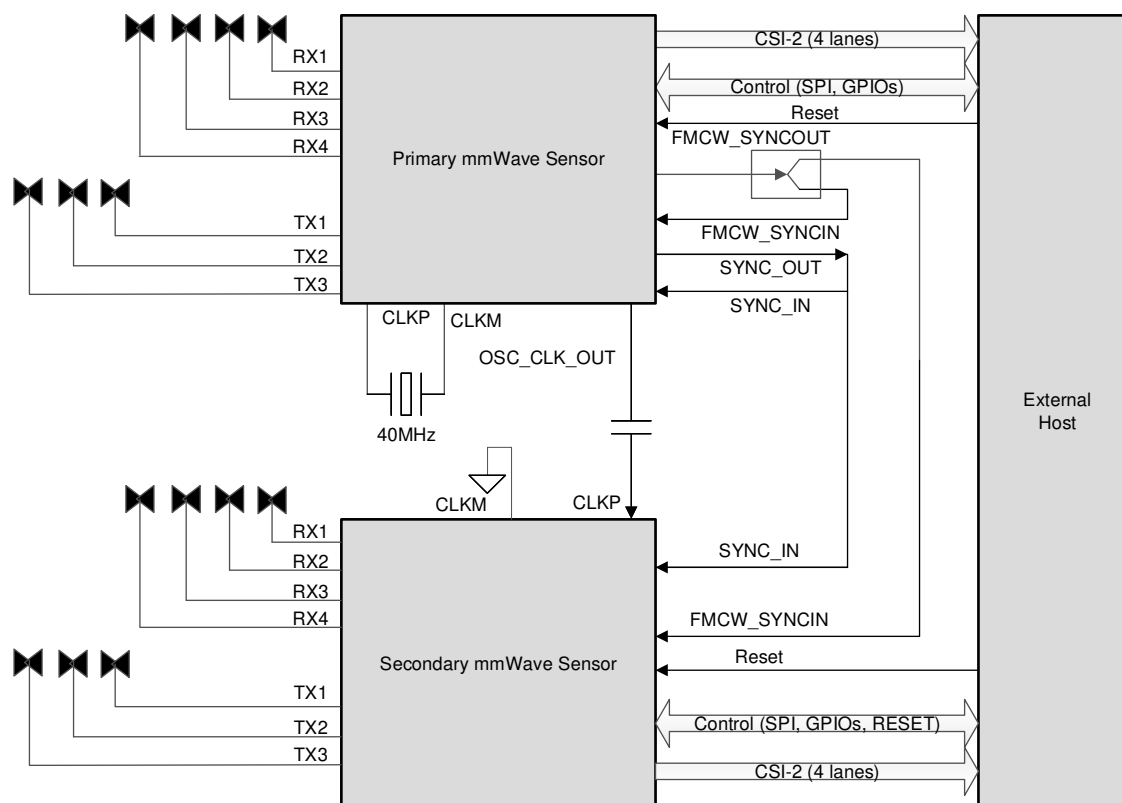 CSI-2 (4 lanes)
RX1
RX2
Control (SPI, GPIOs)
Reset
RX3
FMCW_SYNCOUT
RX4
Primary mmWave Sensor
TX1
FMCW_SYNCIN
TX2
SYNC_OUT
TX3
SYNC_IN
CLKP
CLKM
OSC_CLK_OUT
40MHz
External
Host
CLKM
CLKP
RX1
SYNC_IN
RX2
RX3
RX4
FMCW_SYNCIN
Secondary mmWave Sensor
Reset
TX1
TX2
Control (SPI, GPIOs, RESET)
TX3
CSI-2 (4 lanes)